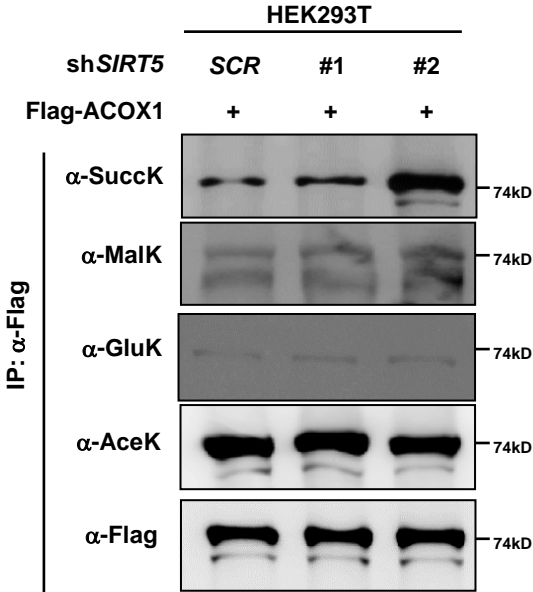 HEK293T
shSIRT5 SCR #1 #2
Flag-ACOX1 + + +
α-SuccK 74kD
α-MalK 74kD
α-GluK 74kD
α-AceK 74kD
α-Flag 74kD
IP: α-Flag